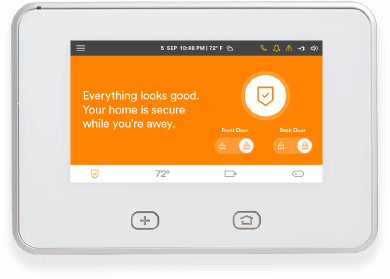 5 SEP 10:48 PM | 72° F
Everything looks good.
Your home is secure
while you're away.
Front Door
Back Door
72°